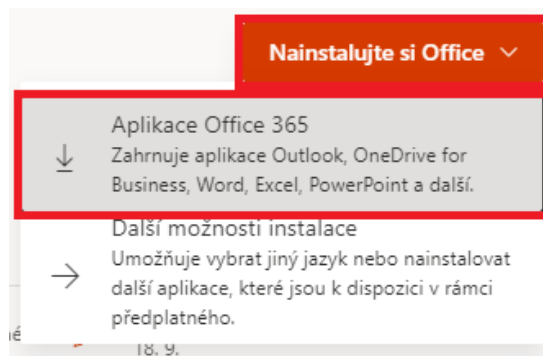 Nainstalujte si Office
Aplikace Office 365
Zahrnuje aplikace Outlook, OneDrive for
Business, Word, Excel, PowerPoint a další.
Další možnosti instalace
Umožňuje vybrat jiný jazyk nebo nainstalovat
další aplikace, které jsou k dispozici v rámci
předplatného.
né
18. 9.